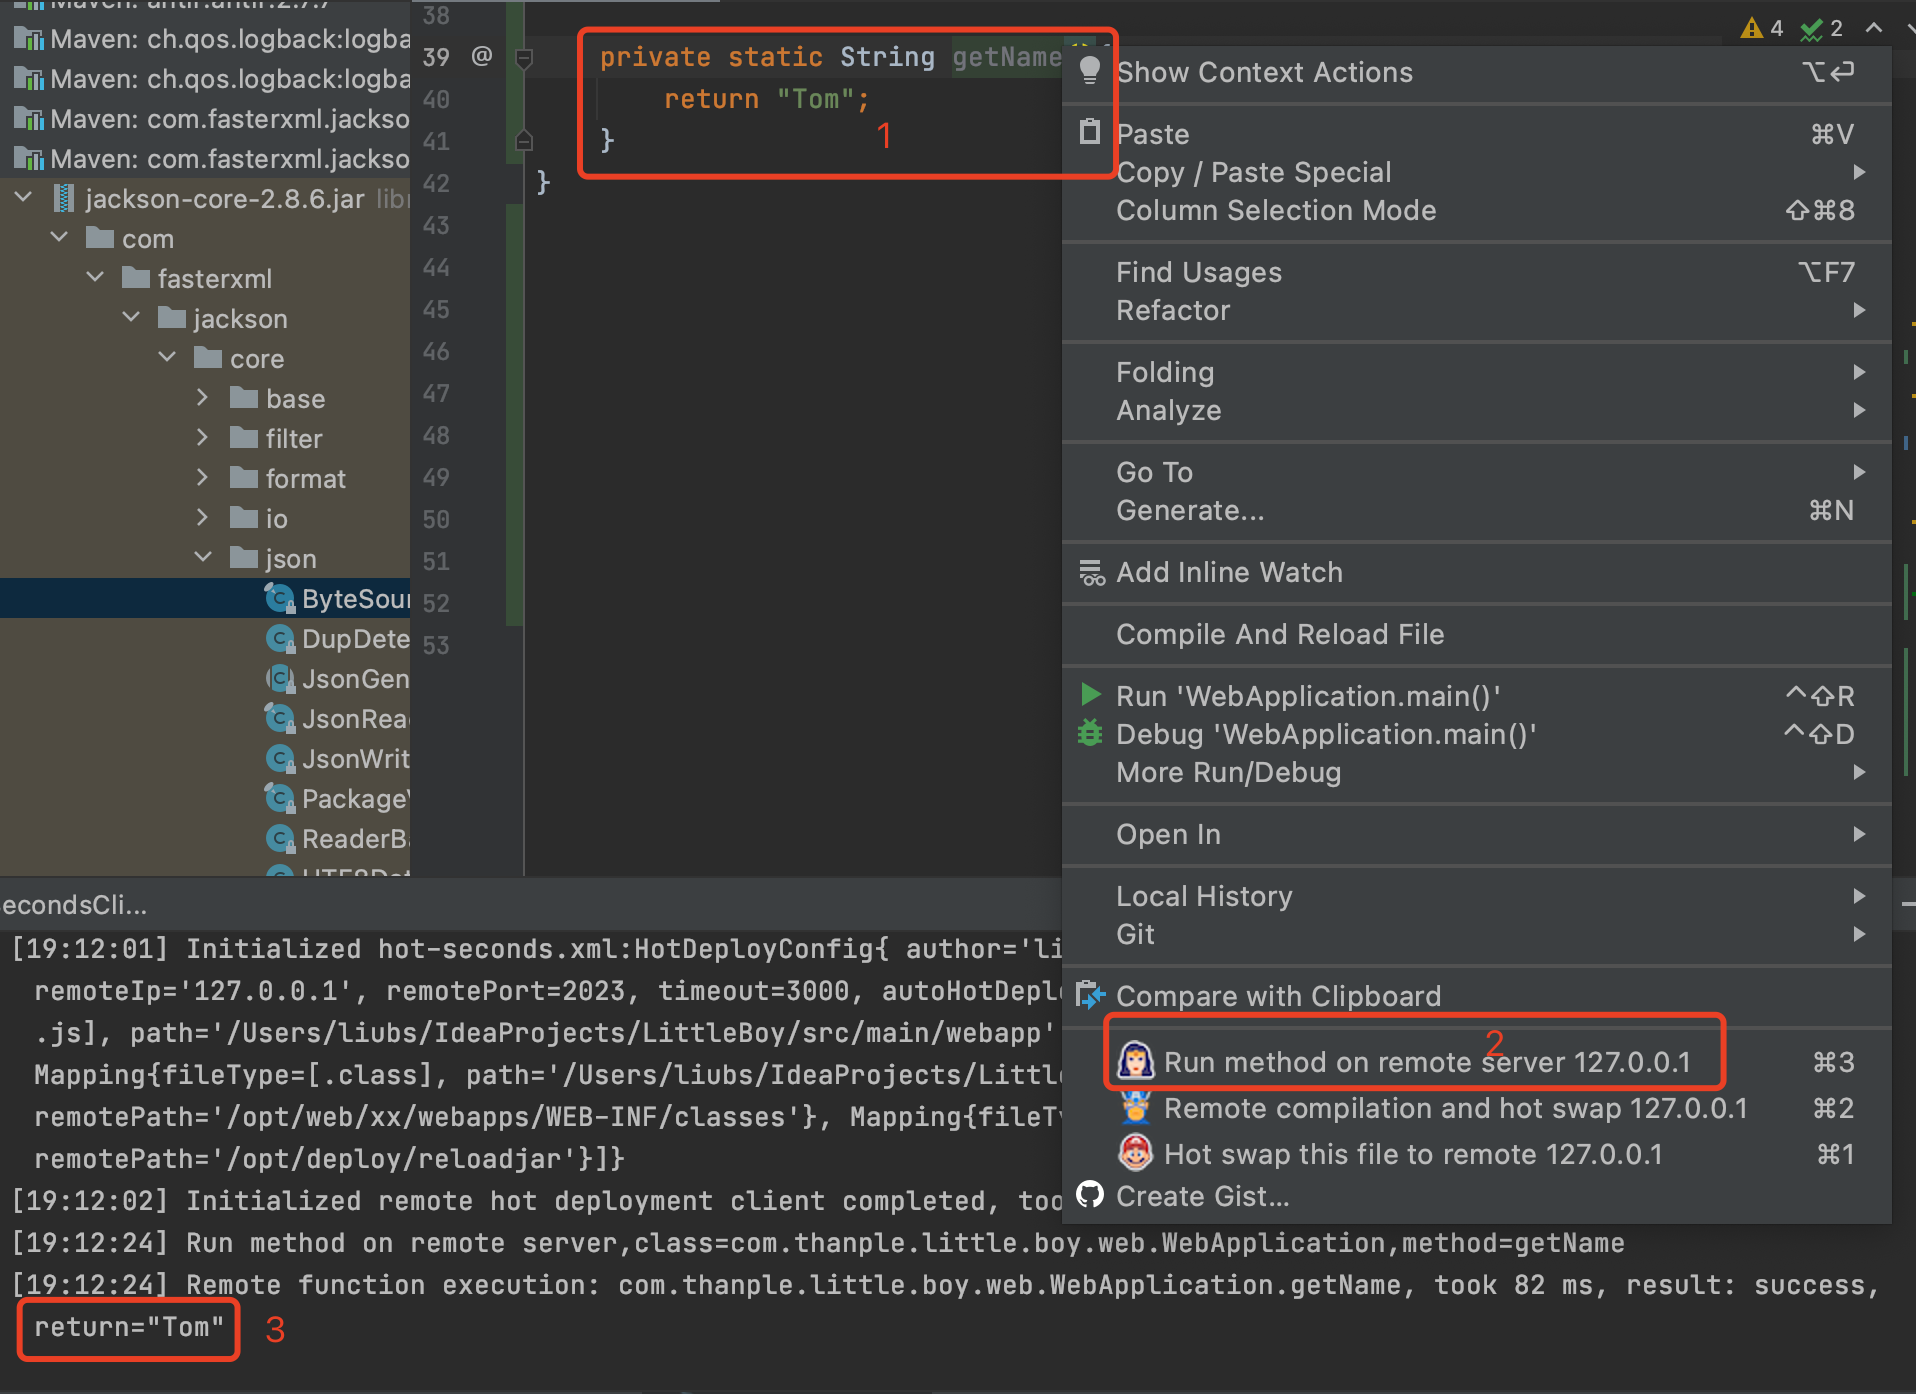 Maven: antlr:antlr:2.7.7
Maven: ch.qos.logback:logba
Maven: ch.qos.logback:logba
Maven: com.fasterxml.jackso
Maven: com.fasterxml.jackso
jackson-core-2.8.6.jar libr
com
fasterxml
jackson
core
base
filter
format
io
json
ByteSour
DupDete
JsonGen
JsonRea
JsonWrit
Package
ReaderBa
38
39 @ private static String getName
40 return "Tom";
41 }
42 }
43
44
45
46
47
48
49
50
51
52
53
1
4 2
Show Context Actions ⌥⏎
Paste ⌘V
Copy / Paste Special
Column Selection Mode ⇧⌘8
Find Usages ⌥F7
Refactor
Folding
Analyze
Go To
Generate... ⌘N
Add Inline Watch
Compile And Reload File
Run 'WebApplication.main()' ^⇧R
Debug 'WebApplication.main()' ^⇧D
More Run/Debug
Open In
Local History
Git
Compare with Clipboard
2
Run method on remote server 127.0.0.1 ⌘3
Remote compilation and hot swap 127.0.0.1 ⌘2
Hot swap this file to remote 127.0.0.1 ⌘1
Create Gist...
econdsCli...
[19:12:01] Initialized hot-seconds.xml:HotDeployConfig{ author='li
remoteIp='127.0.0.1', remotePort=2023, timeout=3000, autoHotDepl
.js], path='/Users/liubs/IdeaProjects/LittleBoy/src/main/webapp'
Mapping{fileType=[.class], path='/Users/liubs/IdeaProjects/Littl
remotePath='/opt/web/xx/webapps/WEB-INF/classes'}, Mapping{fileTy
remotePath='/opt/deploy/reloadjar'}]}
[19:12:02] Initialized remote hot deployment client completed, too
[19:12:24] Run method on remote server,class=com.thanple.little.boy.web.WebApplication,method=getName
[19:12:24] Remote function execution: com.thanple.little.boy.web.WebApplication.getName, took 82 ms, result: success,
return="Tom" 3